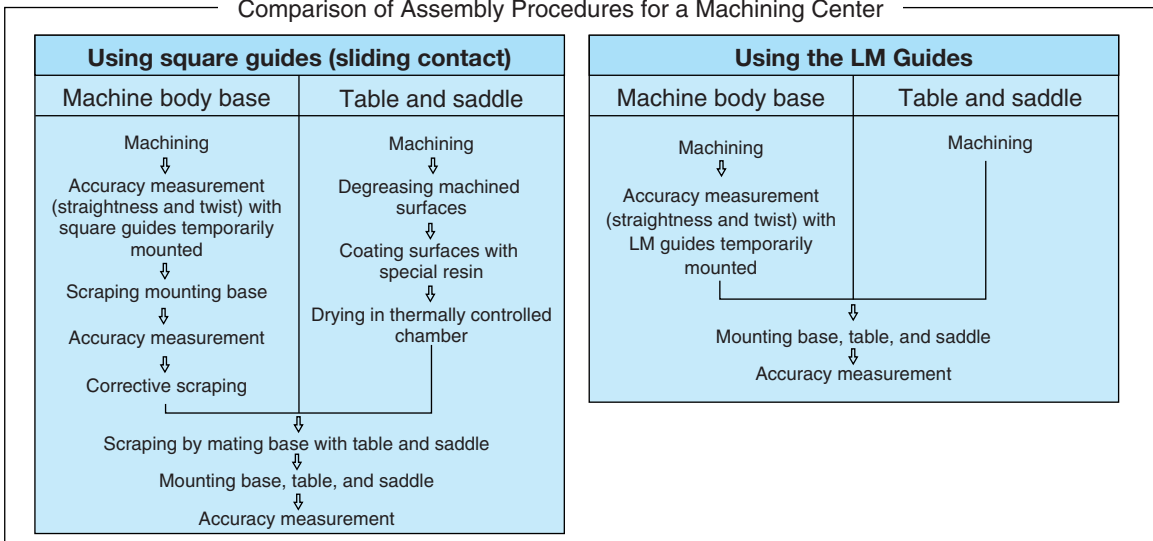 Comparison of Assembly Procedures for a Machining Center
Using square guides (sliding contact)
Machine body base
Machining
Accuracy measurement
(straightness and twist) with
square guides temporarily
mounted
Scraping mounting base
Accuracy measurement
Corrective scraping
Table and saddle
Machining
Degreasing machined
surfaces
Coating surfaces with
special resin
Drying in thermally controlled
chamber
Scraping by mating base with table and saddle
Mounting base, table, and saddle
Accuracy measurement
Using the LM Guides
Machine body base
Machining
Accuracy measurement
(straightness and twist) with
LM guides temporarily
mounted
Table and saddle
Machining
Mounting base, table, and saddle
Accuracy measurement